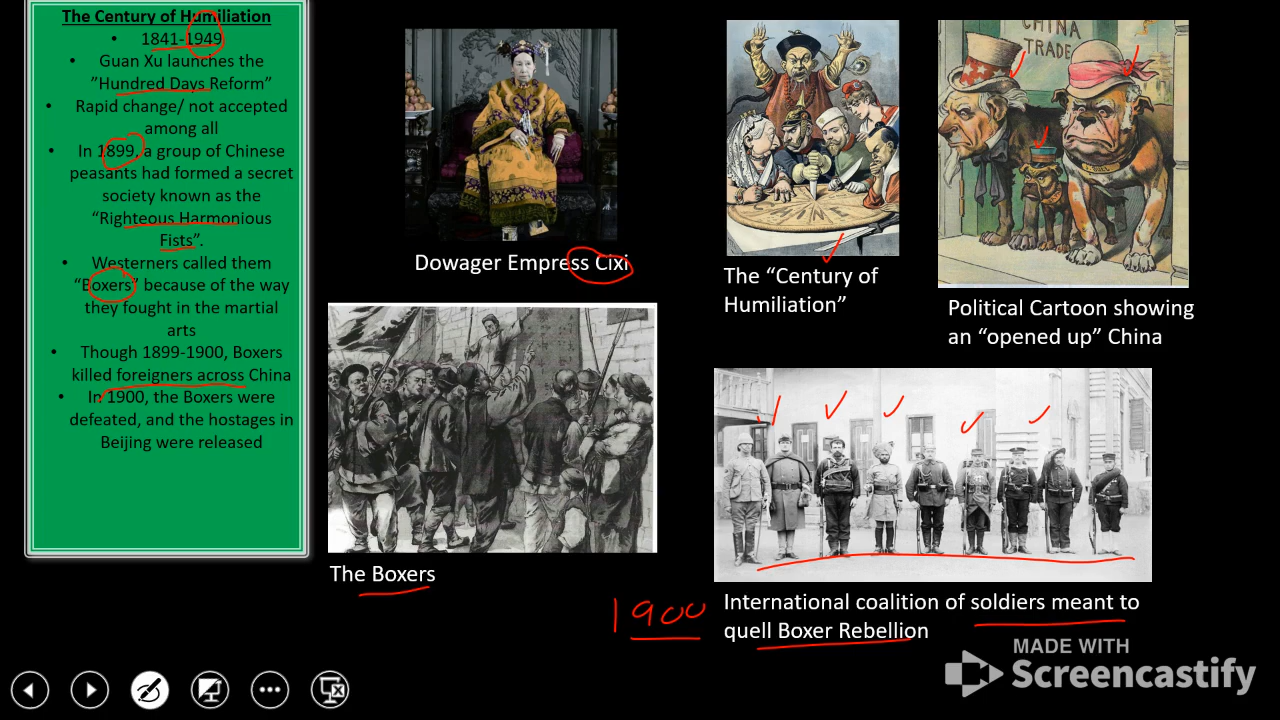 The Century of Humiliation
• 1841-1949
• Guan Xu launches the
”Hundred Days Reform”
• Rapid change/ not accepted
among all
• In 1899, a group of Chinese
peasants had formed a secret
society known as the
“Righteous Harmonious
Fists”.
• Westerners called them
“Boxers” because of the way
they fought in the martial
arts
• Though 1899-1900, Boxers
killed foreigners across China
• In 1900, the Boxers were
defeated, and the hostages in
Beijing were released
Dowager Empress Cixi
CHINE
The “Century of
Humiliation”
CHINA
TRADE
Political Cartoon showing
an “opened up” China
The Boxers
1900
International coalition of soldiers meant to
quell Boxer Rebellion
MADE WITH
Screencastify